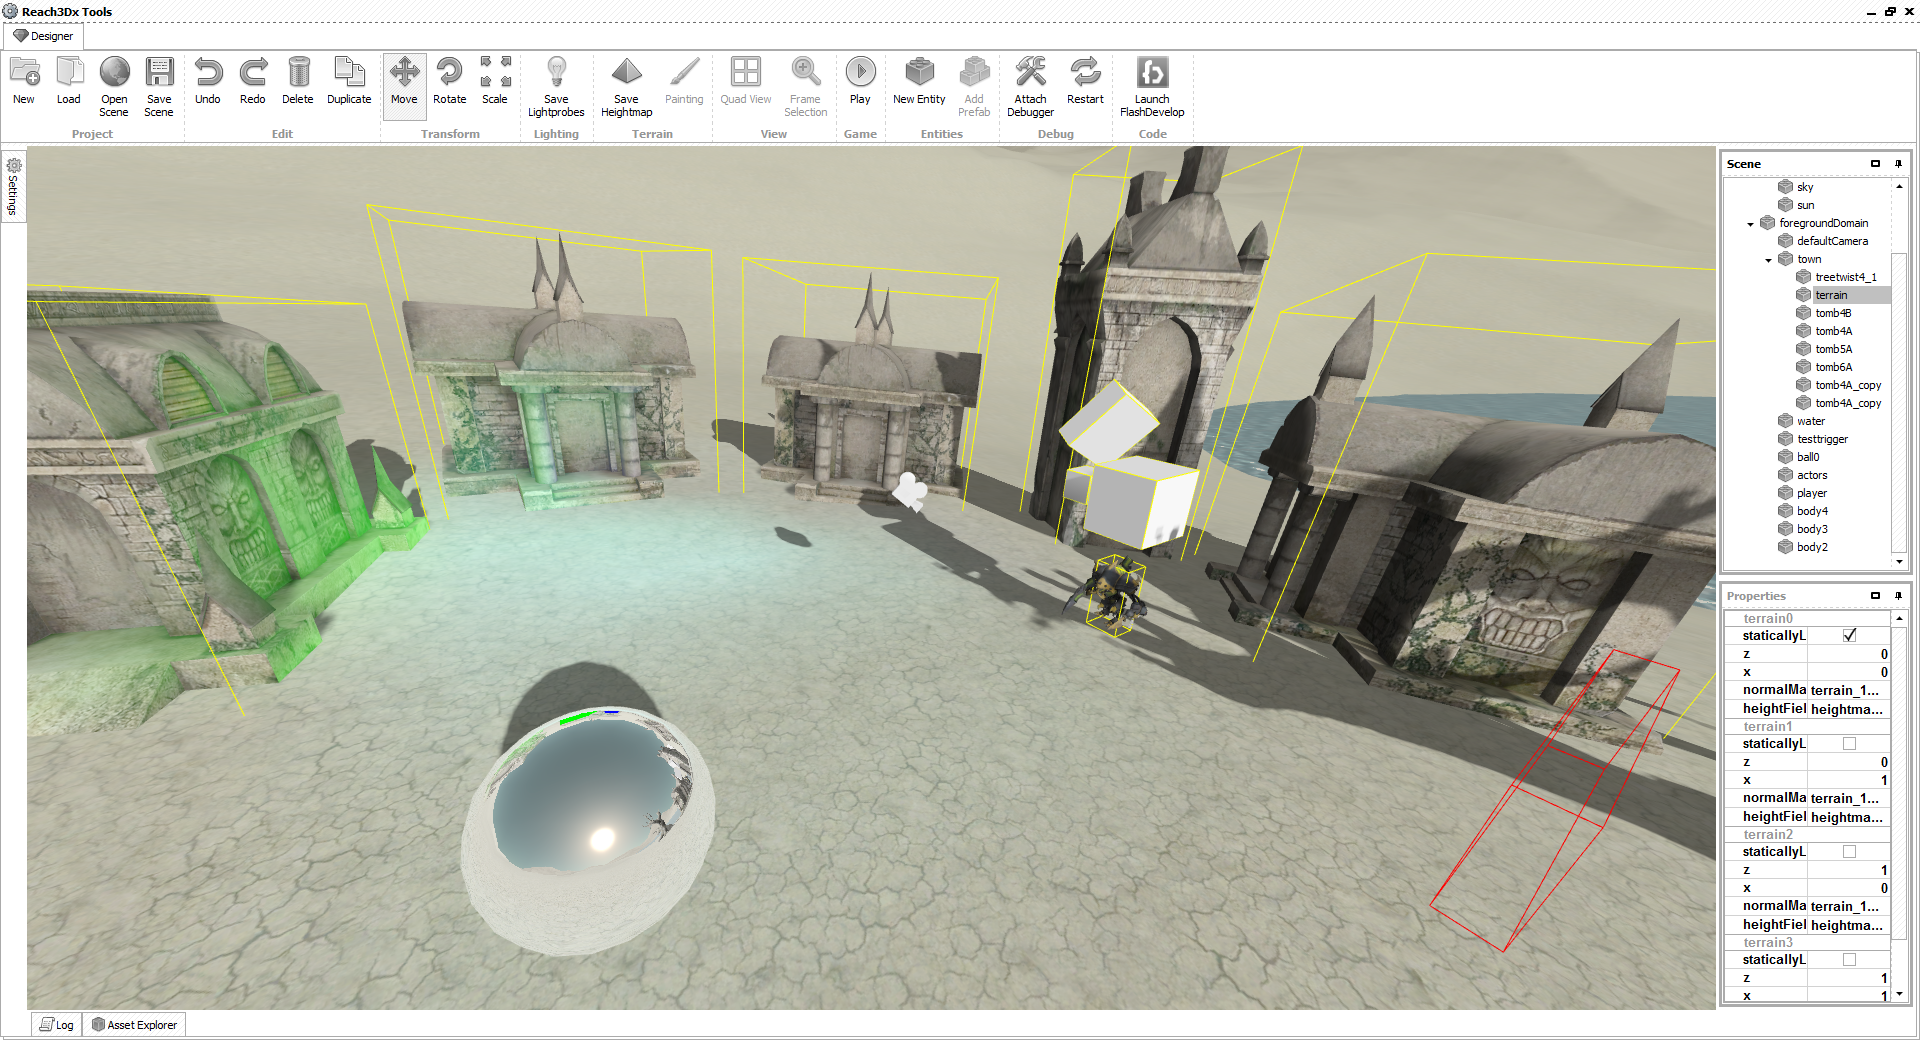 Reach3Dx Tools
Designer
New
Load
Open Scene
Save Scene
Undo
Redo
Delete
Duplicate
Move
Rotate
Scale
Save Lightprobes
Save Heightmap
Painting
Quad View
Frame Selection
Play
New Entity
Add Prefab
Attach Debugger
Restart
Launch FlashDevelop
Project
Edit
Transform
Lighting
Terrain
View
Game
Entities
Debug
Code
Settings
Scene
sky
sun
foregroundDomain
defaultCamera
town
treetwist4_1
terrain
tomb4B
tomb4A
tomb5A
tomb6A
tomb4A_copy
tomb4A_copy
water
testtrigger
ball0
actors
player
body4
body3
body2
Properties
terrain0
staticallyL
z 0
x 0
normalMa terrain_1...
heightFiel heightma...
terrain1
staticallyL
z 0
x 1
normalMa terrain_1...
heightFiel heightma...
terrain2
staticallyL
z 1
x 0
normalMa terrain_1...
heightFiel heightma...
terrain3
staticallyL
z 1
x 1
Log
Asset Explorer